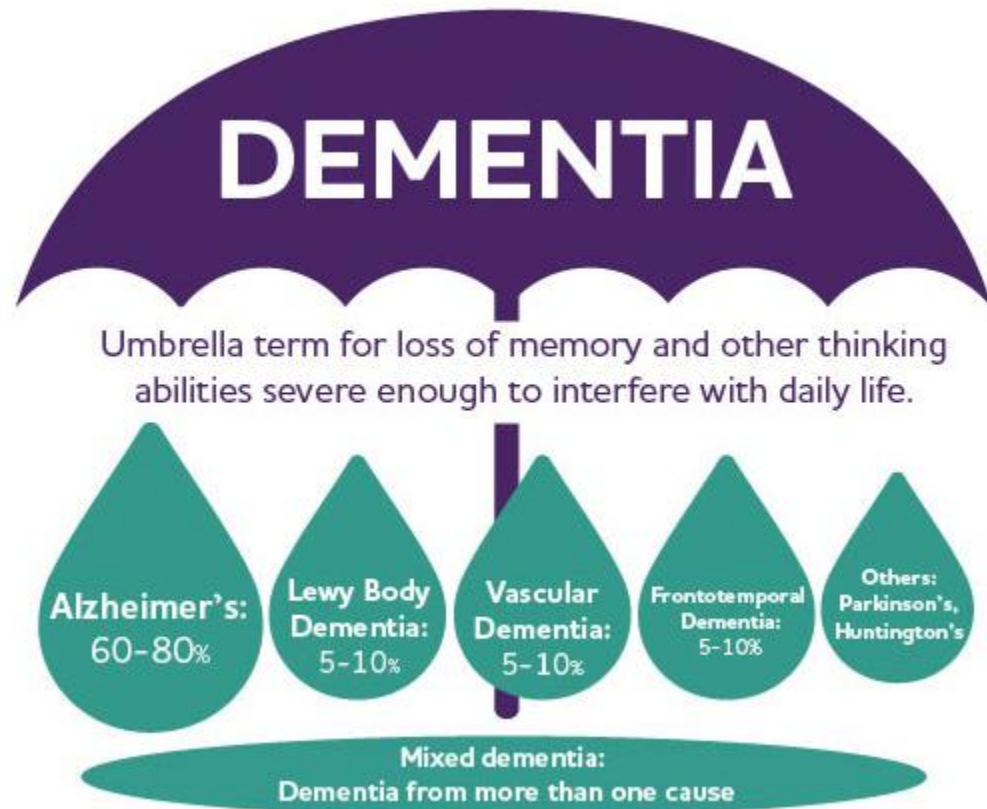 DEMENTIA
Umbrella term for loss of memory and other thinking
abilities severe enough to interfere with daily life.
Alzheimer's:
60-80%
Lewy Body
Dementia:
5-10%
Vascular
Dementia:
5-10%
Frontotemporal
Dementia:
5-10%
Others:
Parkinson's,
Huntington's
Mixed dementia:
Dementia from more than one cause